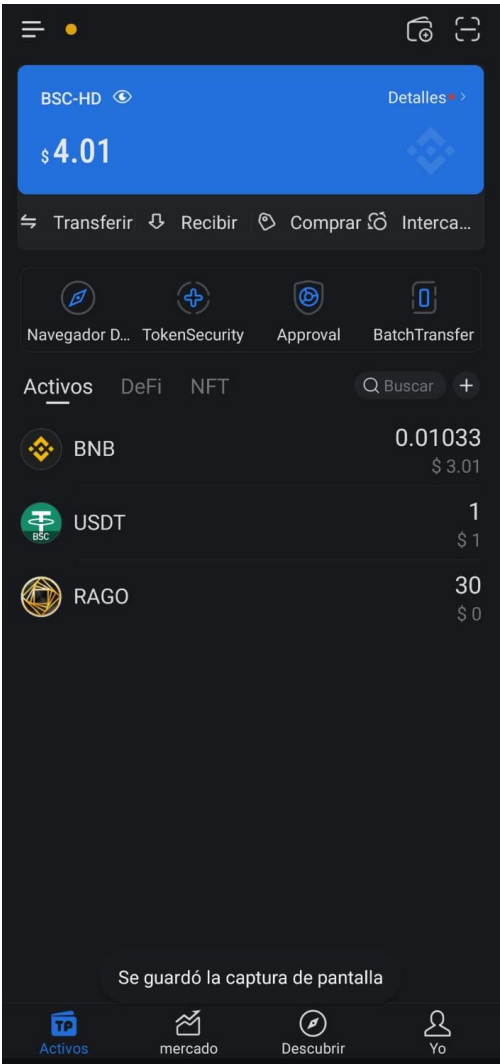 BSC-HD
Detalles
$4.01
Transferir
Recibir
Comprar
Interca...
Navegador D...
TokenSecurity
Approval
BatchTransfer
Activos
DeFi
NFT
Buscar
+
BNB
0.01033
$ 3.01
USDT
BSC
1
$ 1
RAGO
30
$ 0
Se guardó la captura de pantalla
TP
Activos
mercado
Descubrir
Yo